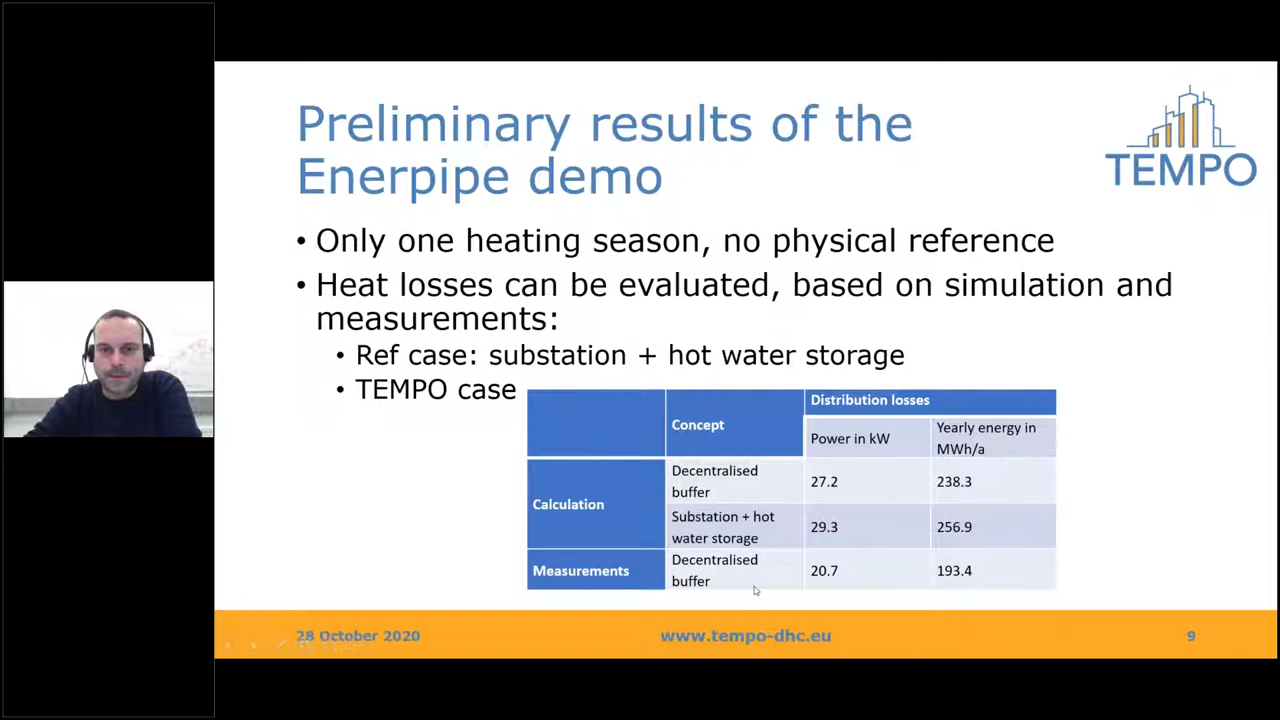 Preliminary results of the
Enerpipe demo
TEMPO
• Only one heating season, no physical reference
• Heat losses can be evaluated, based on simulation and
measurements:
• Ref case: substation + hot water storage
• TEMPO case
Concept
Distribution losses
Power in kW
Yearly energy in
MWh/a
Calculation
Decentralised
buffer
27.2
238.3
Substation + hot
water storage
29.3
256.9
Measurements
Decentralised
buffer
20.7
193.4
28 October 2020
www.tempo-dhc.eu
9